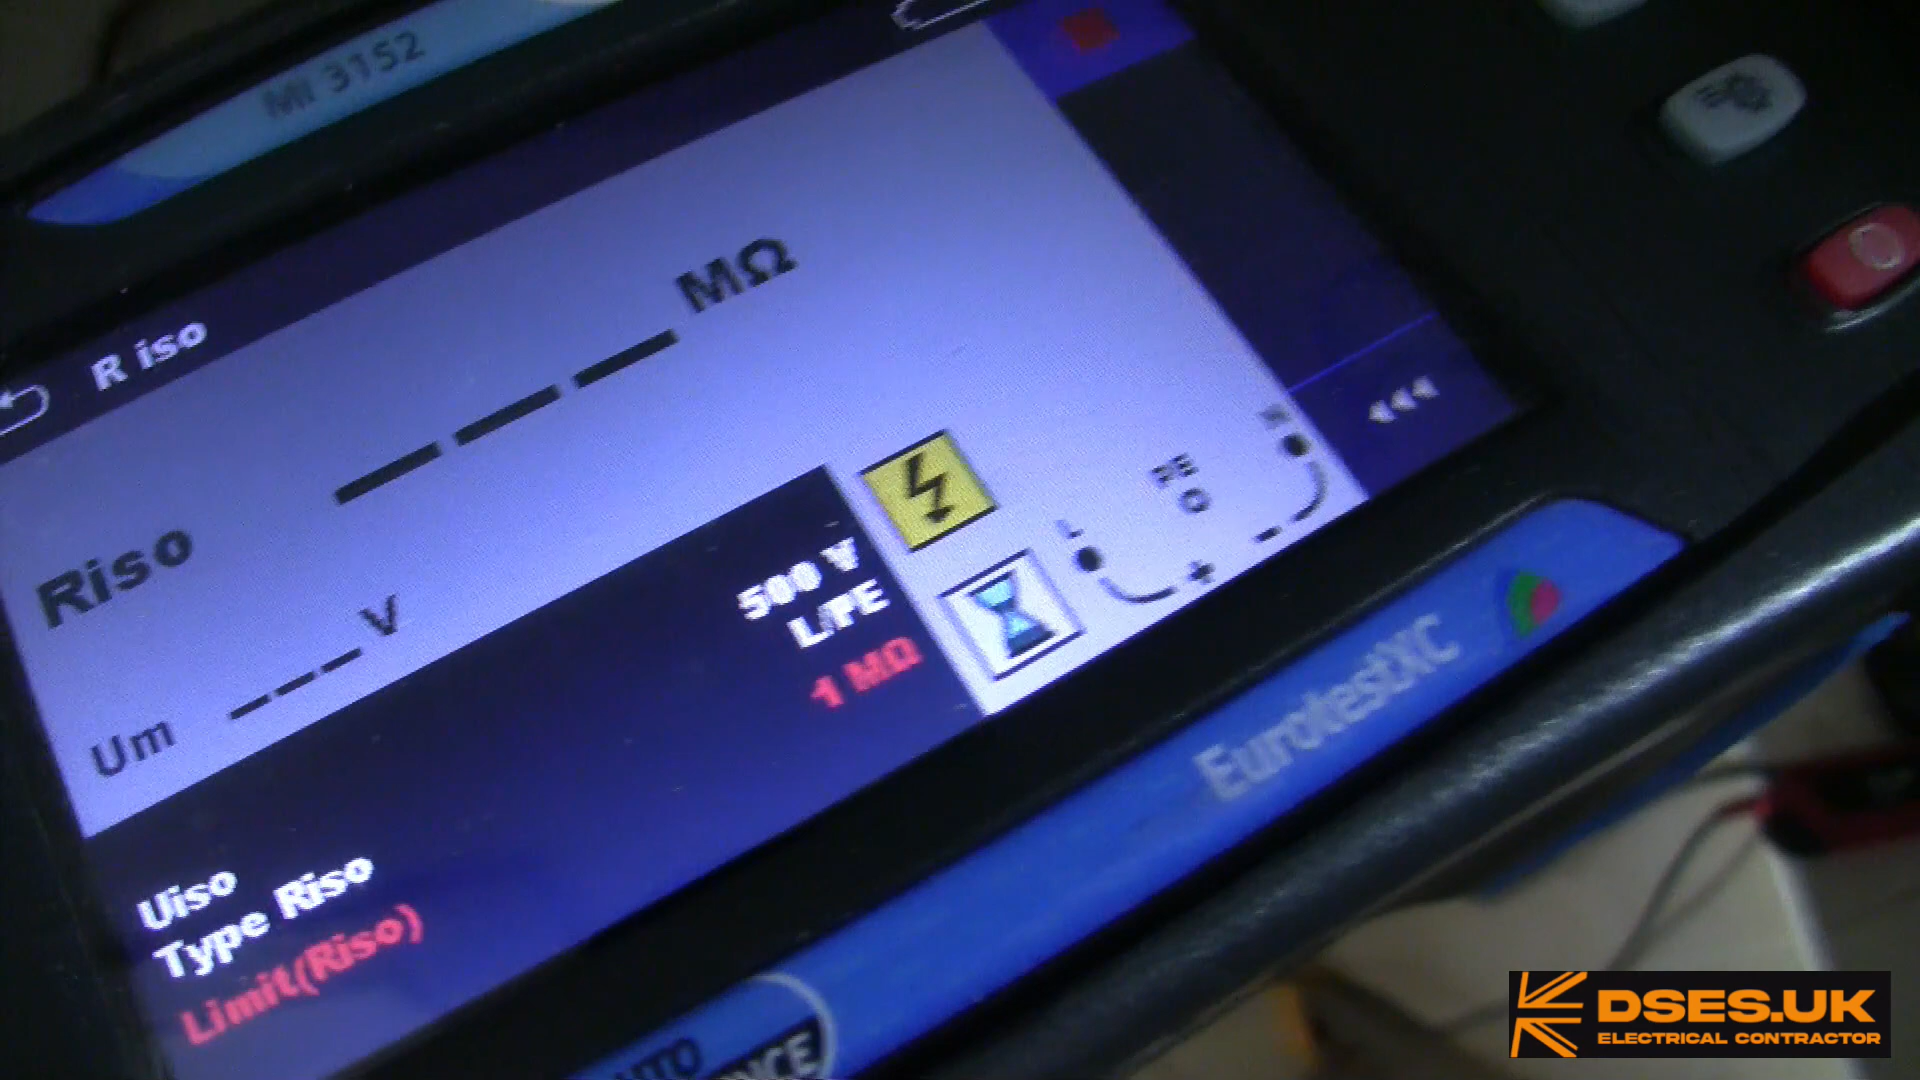 MI 3152
R iso
Riso
MΩ
Um
V
Uiso
500 V
Type Riso
L/PE
Limit(Riso)
1 MΩ
L
PE
+
-
EurotestXC
AUTO
DSES.UK
ELECTRICAL CONTRACTOR